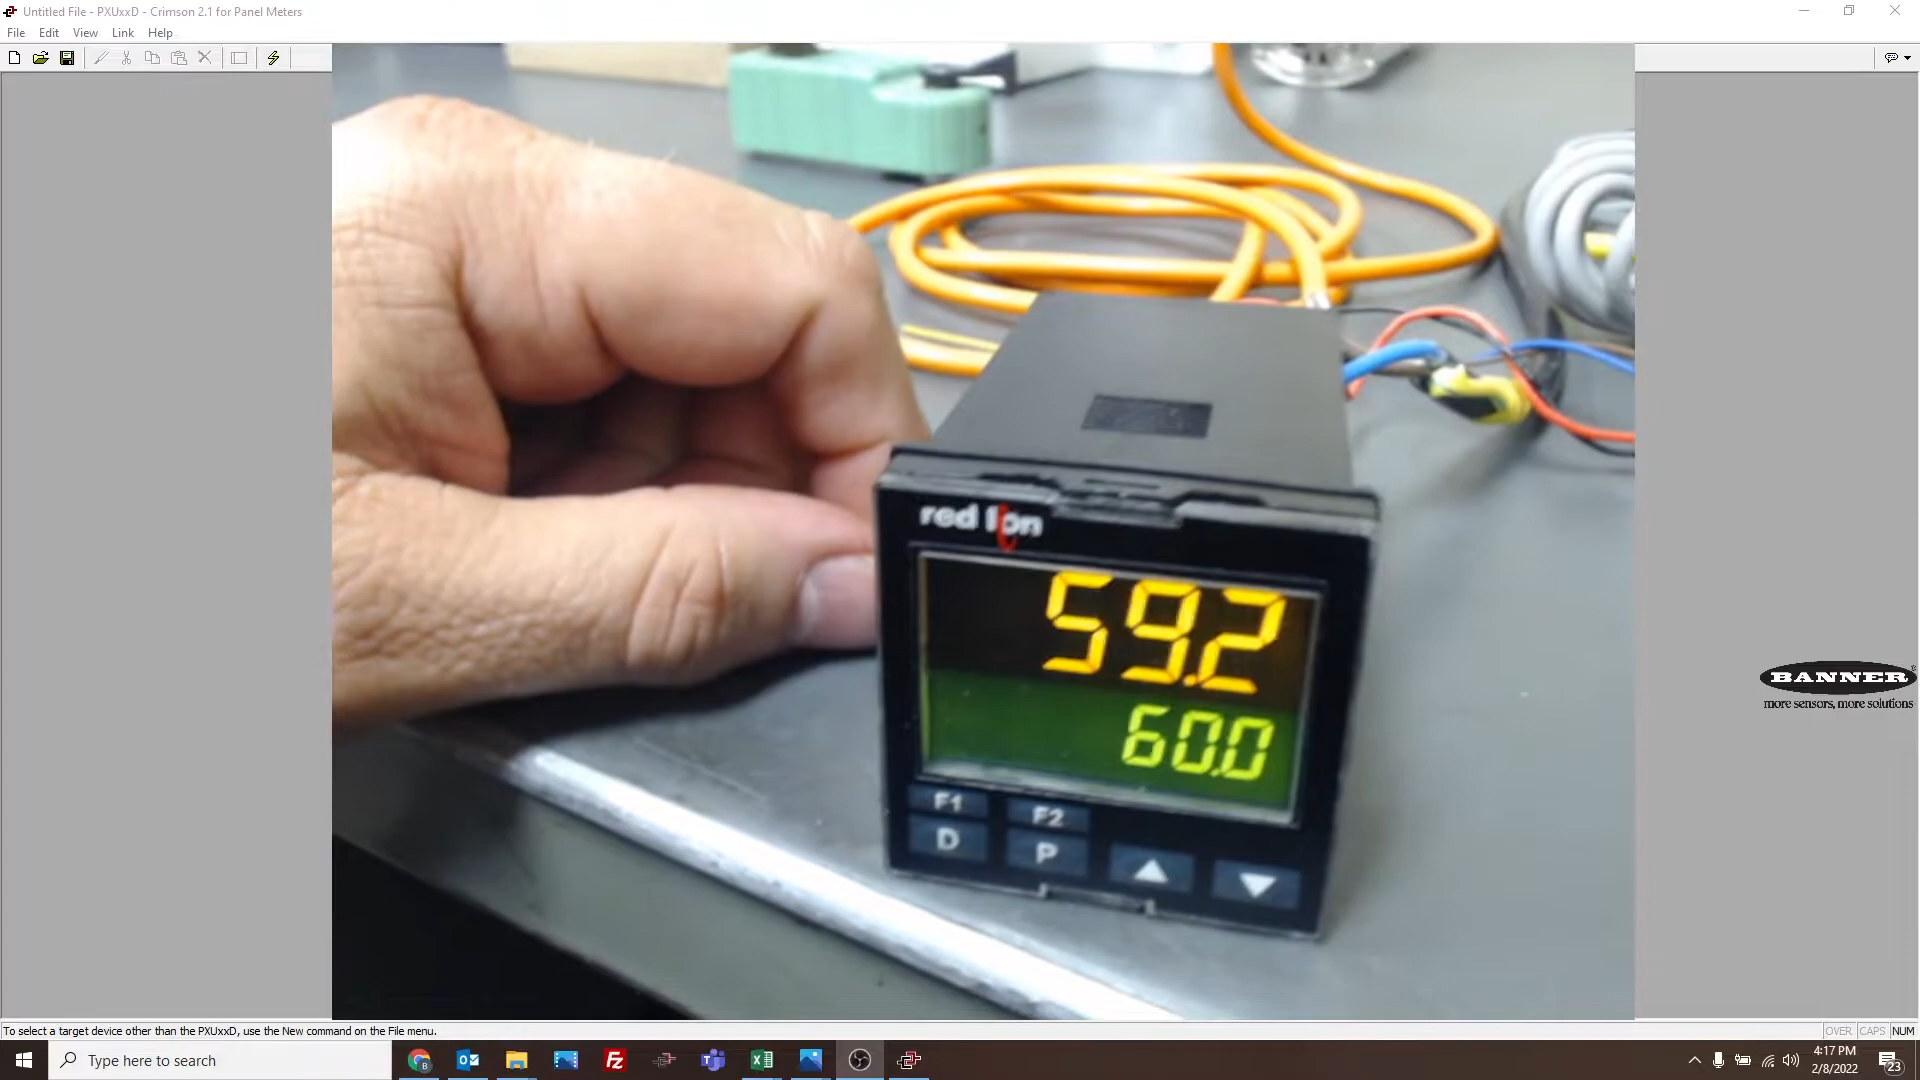 Untitled File - PXUxxD - Crimson 2.1 for Panel Meters
File Edit View Link Help
red lion
59.2
60.0
F1 F2
D P
BANNER
more sensors, more solutions
To select a target device other than the PXUxxD, use the New command on the File menu.
OVER CAPS NUM
Type here to search
4:17 PM
2/8/2022
23